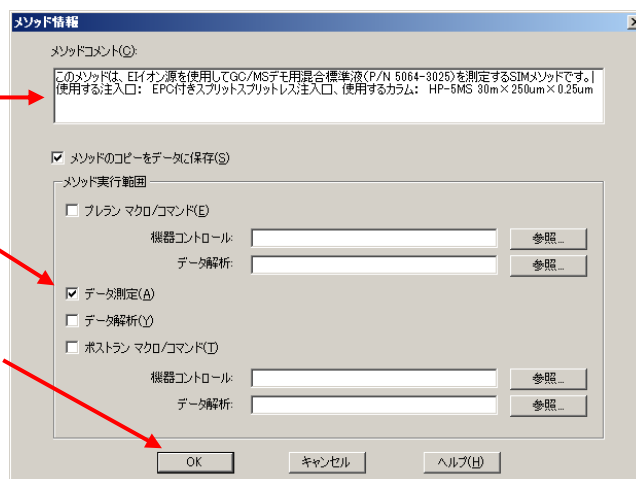 メソッド情報
メソッドコメント(C):
このメソッドは、EIイオン源を使用してGC/MSデモ用混合標準液(P/N 5064-3025)を測定するSIMメソッドです。
使用する注入口: EPC付きスプリットスプリットレス注入口、使用するカラム: HP-5MS 30m×250um×0.25um
メソッドのコピーをデータに保存(S)
メソッド実行範囲
プレラン マクロ/コマンド(E)
機器コントロール: 参照...
データ解析: 参照...
データ測定(A)
データ解析(Y)
ポストラン マクロ/コマンド(T)
機器コントロール: 参照...
データ解析: 参照...
OK キャンセル ヘルプ(H)